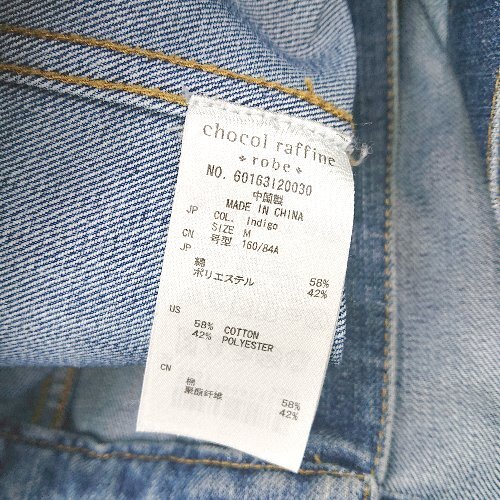 chocol raffine
robe
NO. 60163120030
中国製
MADE IN CHINA
JP COL. Indigo
SIZE M
CN 号型 160/84A
JP
綿 58%
ポリエステル 42%
US
58% COTTON
42% POLYESTER
CN
棉 58%
聚酯纤维 42%